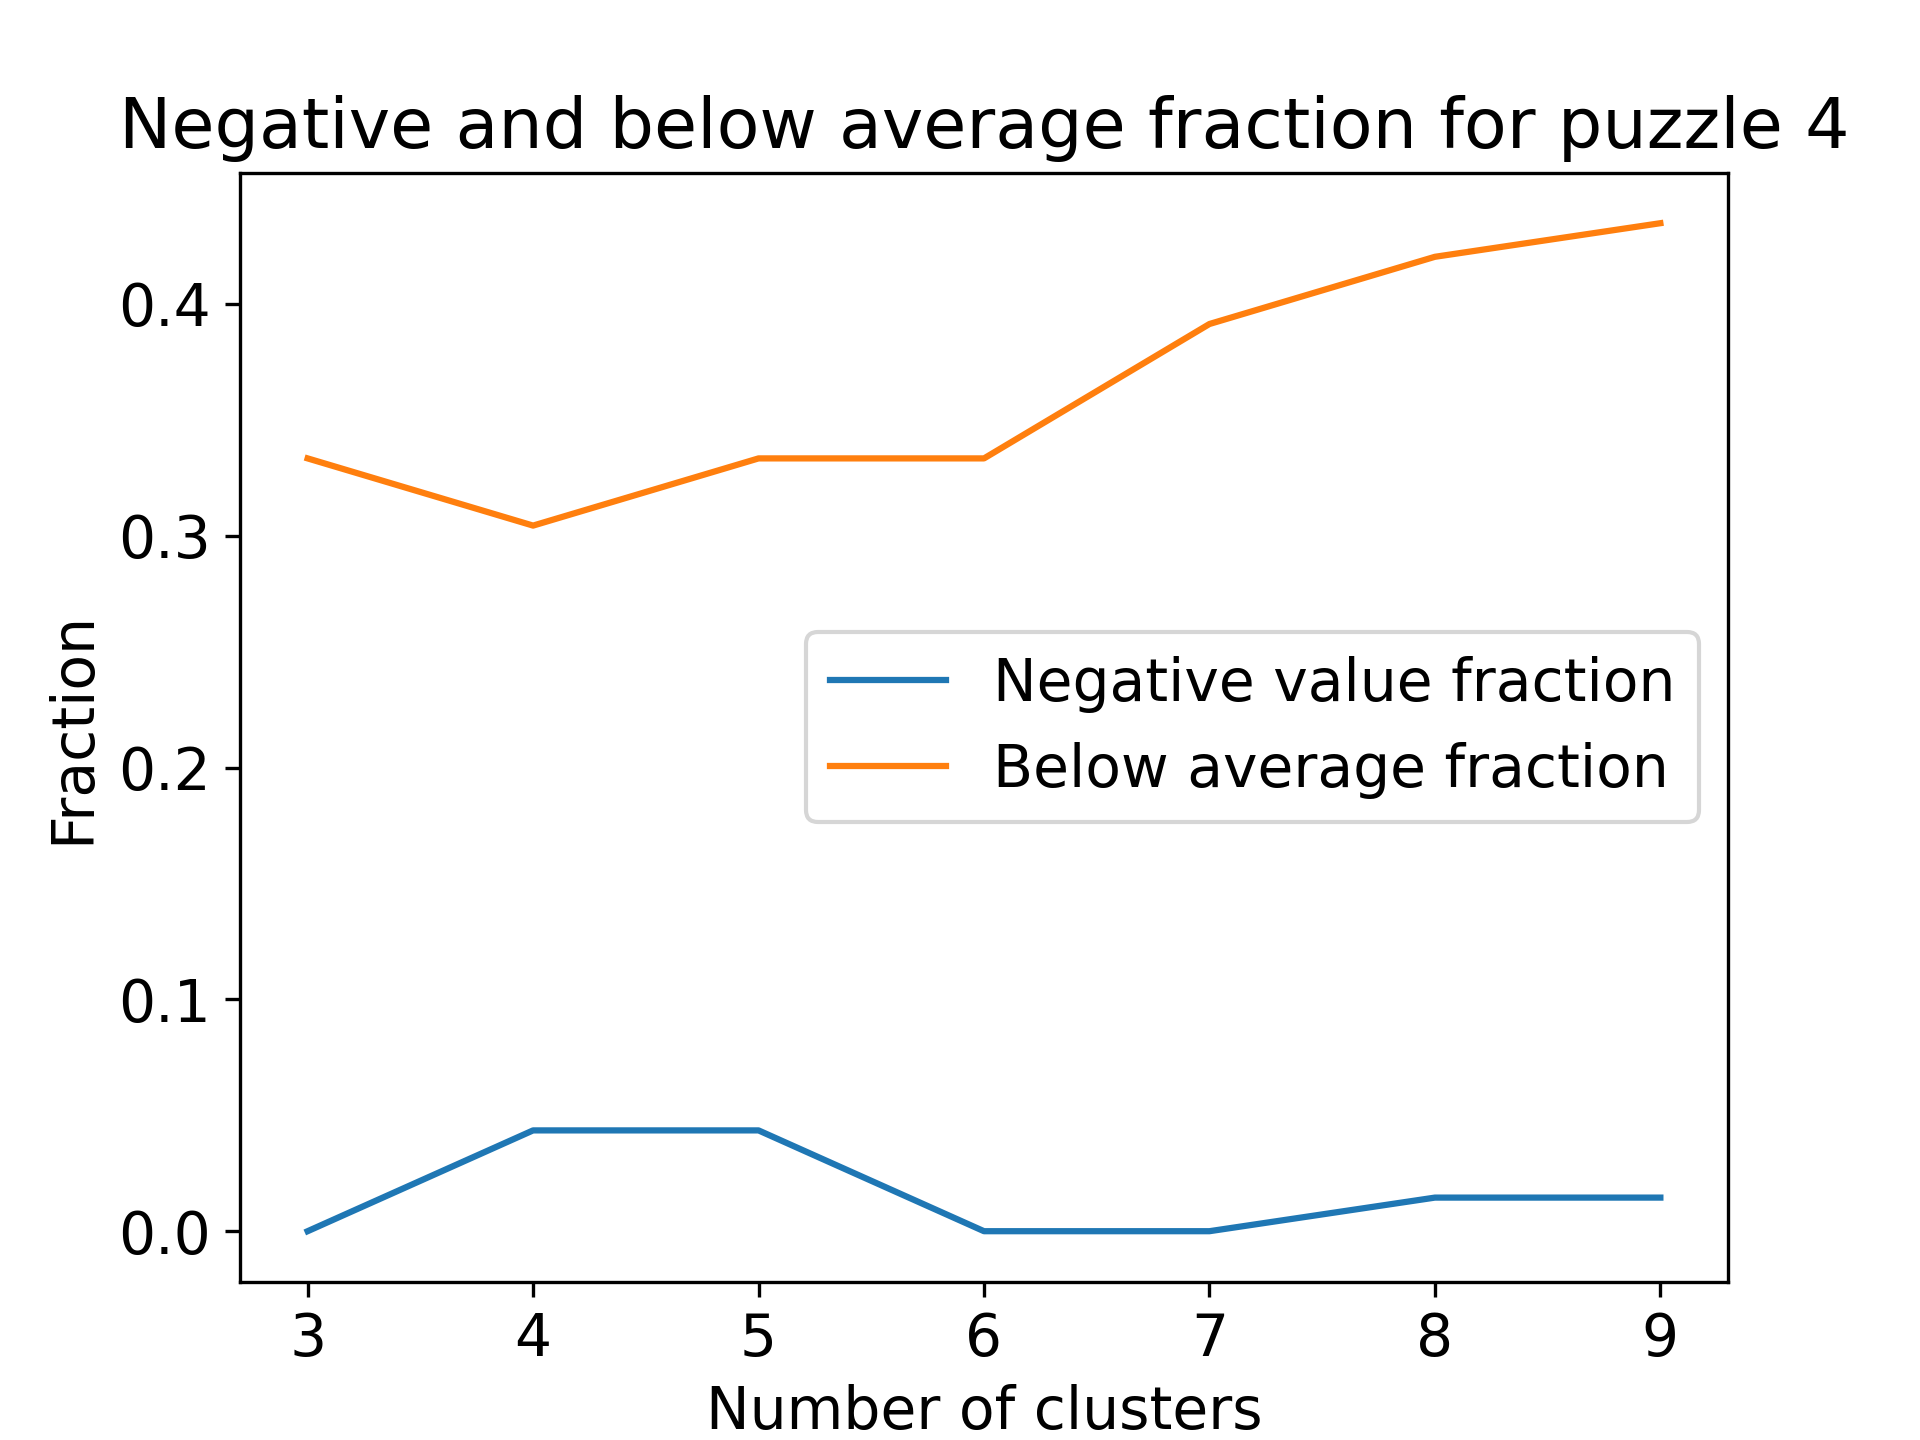 Negative and below average fraction for puzzle 4
0.4
0.3
0.2
0.1
0.0
Fraction
Negative value fraction
Below average fraction
3 4 5 6 7 8 9
Number of clusters